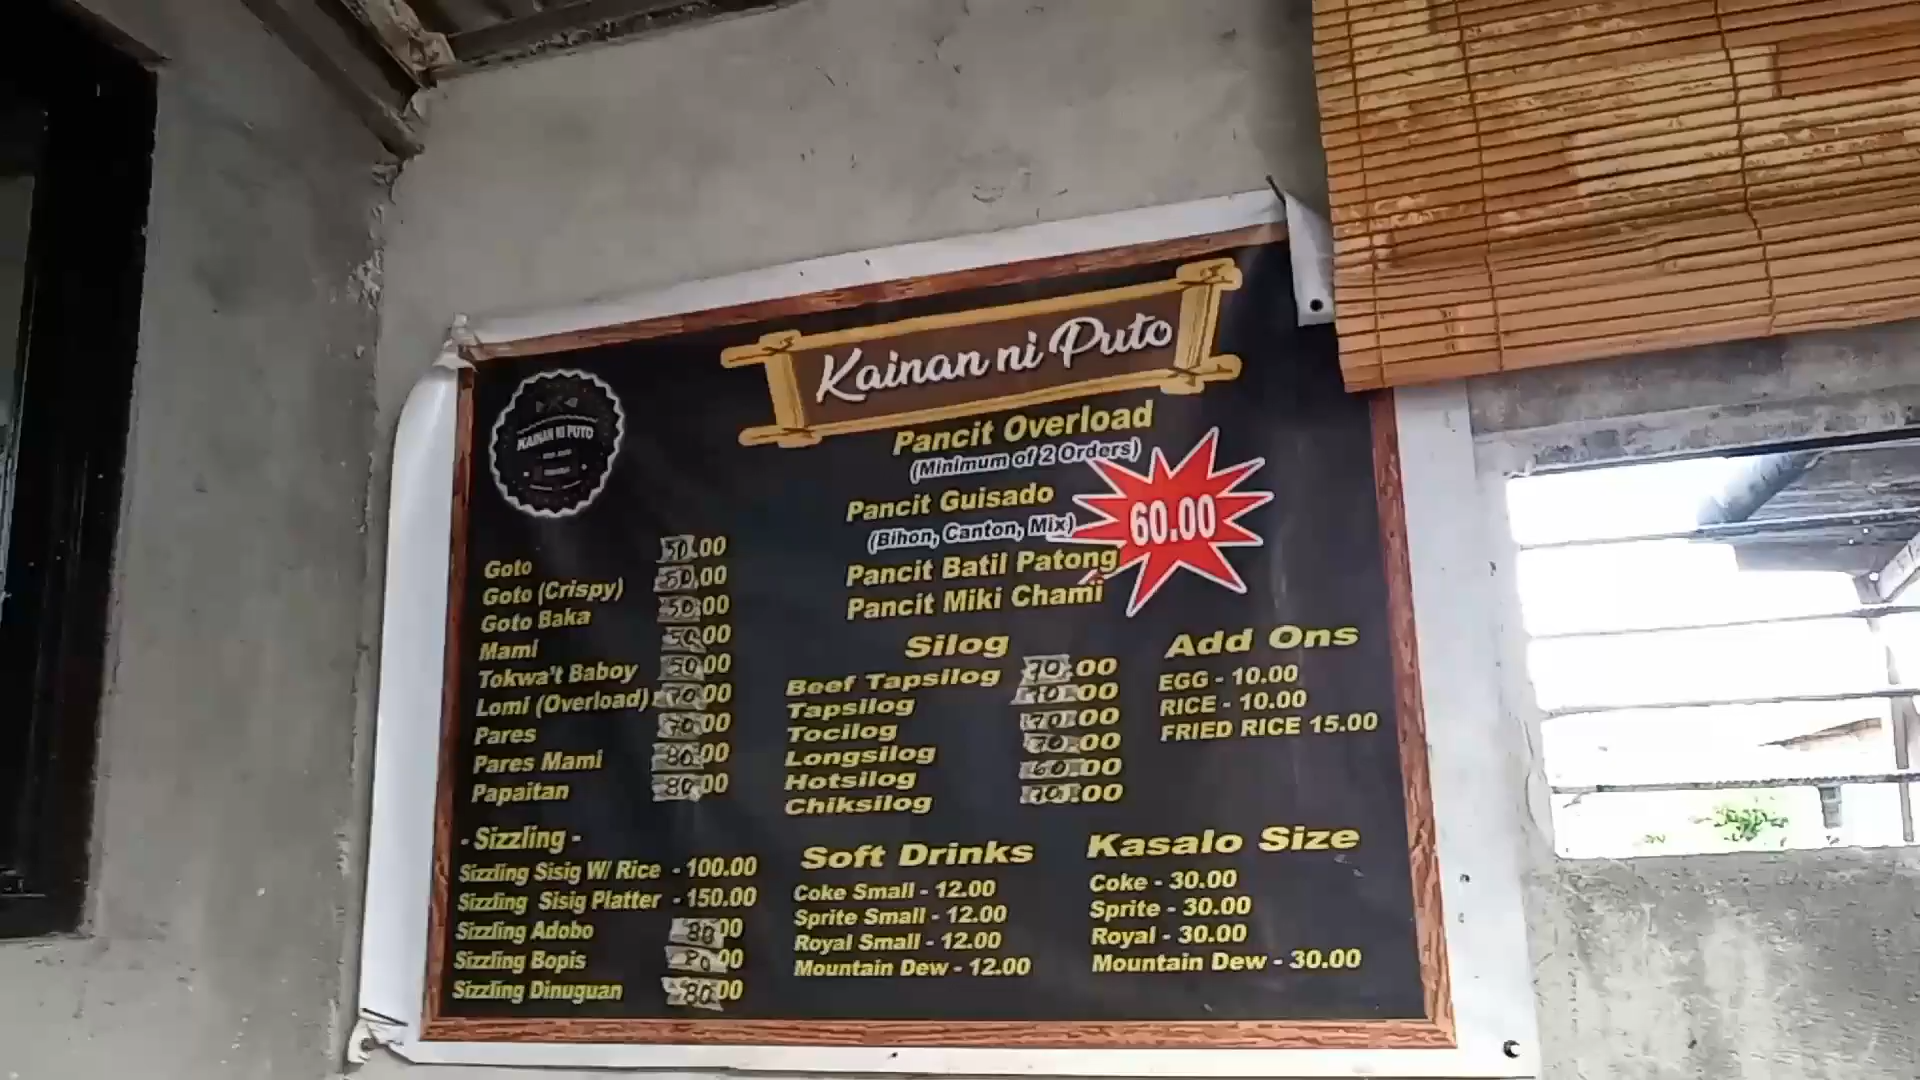 Kainan ni Puto
KAINAN NI PUTO
Pancit Overload
(Minimum of 2 Orders)
Pancit Guisado
(Bihon, Canton, Mix)
Pancit Batil Patong
Pancit Miki Chami
60.00
Goto 50.00
Goto (Crispy) 50.00
Goto Baka 50.00
Mami 50.00
Tokwa't Baboy 50.00
Lomi (Overload) 70.00
Pares 70.00
Pares Mami 80.00
Papaitan 80.00
- Sizzling -
Sizzling Sisig W/ Rice - 100.00
Sizzling Sisig Platter - 150.00
Sizzling Adobo 80.00
Sizzling Bopis 80.00
Sizzling Dinuguan 80.00
Silog
Beef Tapsilog 70.00
Tapsilog 70.00
Tocilog 70.00
Longsilog 70.00
Hotsilog 60.00
Chiksilog 70.00
Add Ons
EGG - 10.00
RICE - 10.00
FRIED RICE 15.00
Soft Drinks
Coke Small - 12.00
Sprite Small - 12.00
Royal Small - 12.00
Mountain Dew - 12.00
Kasalo Size
Coke - 30.00
Sprite - 30.00
Royal - 30.00
Mountain Dew - 30.00